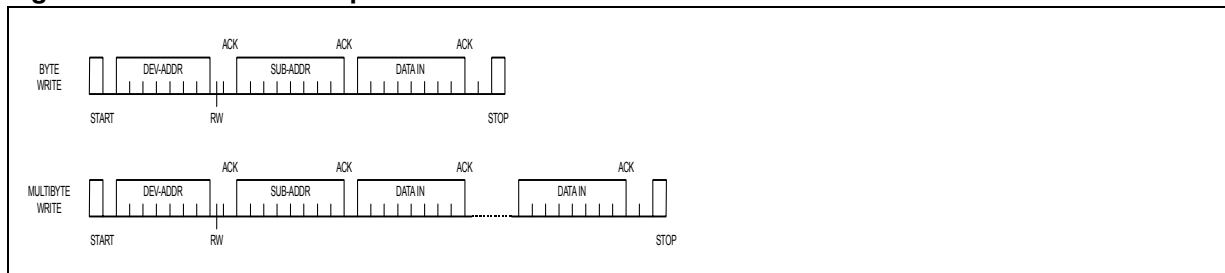 ACK ACK ACK
BYTE WRITE DEV-ADDR SUB-ADDR DATA IN
START RW STOP
ACK ACK ACK ACK
MULTIBYTE WRITE DEV-ADDR SUB-ADDR DATA IN DATA IN
START RW STOP